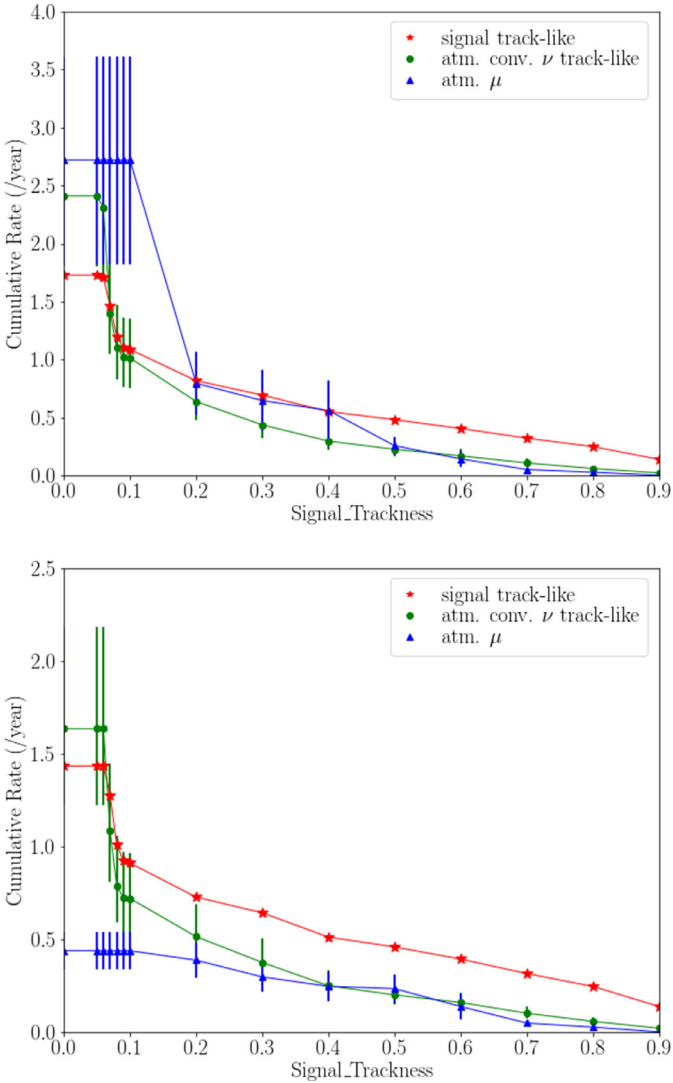 4.0
3.5
3.0
2.5
2.0
1.5
1.0
0.5
0.0
Cumulative Rate (/year)
signal track-like
atm. conv. ν track-like
atm. μ
0.0 0.1 0.2 0.3 0.4 0.5 0.6 0.7 0.8 0.9
Signal_Trackness
2.5
2.0
1.5
1.0
0.5
0.0
Cumulative Rate (/year)
signal track-like
atm. conv. ν track-like
atm. μ
0.0 0.1 0.2 0.3 0.4 0.5 0.6 0.7 0.8 0.9
Signal_Trackness